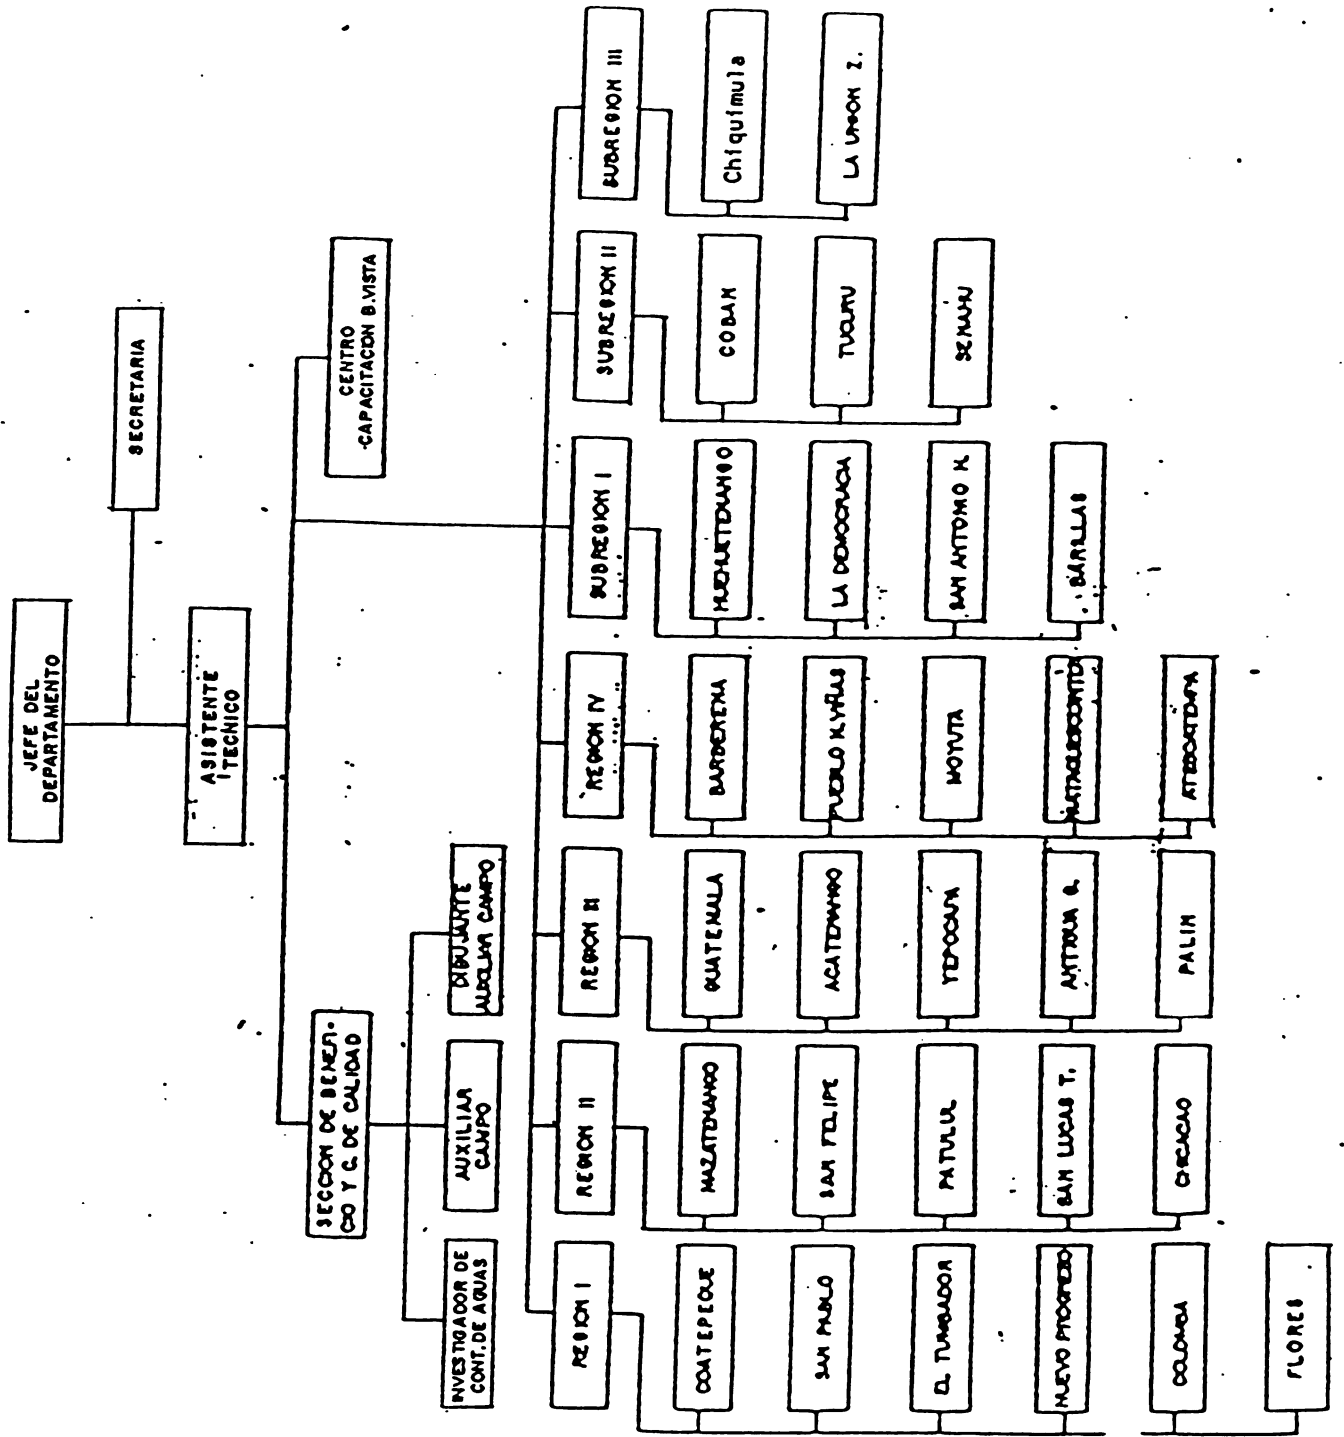 JEFE DEL
DEPARTAMENTO
SECRETARIA
ASISTENTE
TECNICO
SECCION DE BENEFI-
CIO Y C. DE CALIDAD
CENTRO
CAPACITACION B.VISTA
INVESTIGADOR DE
CONT. DE AGUAS
AUXILIAR
CAMPO
DIBUJANTE
AUXILIAR CAMPO
REGION I
COATEPEQUE
SAN PABLO
EL TUMBADOR
NUEVO PROGRESO
COLOMBA
FLORES
REGION II
MAZATENANGO
SAN FELIPE
PATULUL
SAN LUCAS T.
CHICACAO
REGION III
GUATEMALA
ACATENANGO
YEPOCAPA
ANTIGUA G.
PALIN
REGION IV
BARBERENA
PUEBLO N. VIÑAS
MOYUTA
MATAQUESCUINTLA
ATESCATEMPA
SUBREGION I
HUEHUETENANGO
LA DEMOCRACIA
SAN ANTONIO H.
BARILLAS
SUBREGION II
COBAN
TUCURU
SENAHU
SUBREGION III
Chiquimula
LA UNION Z.